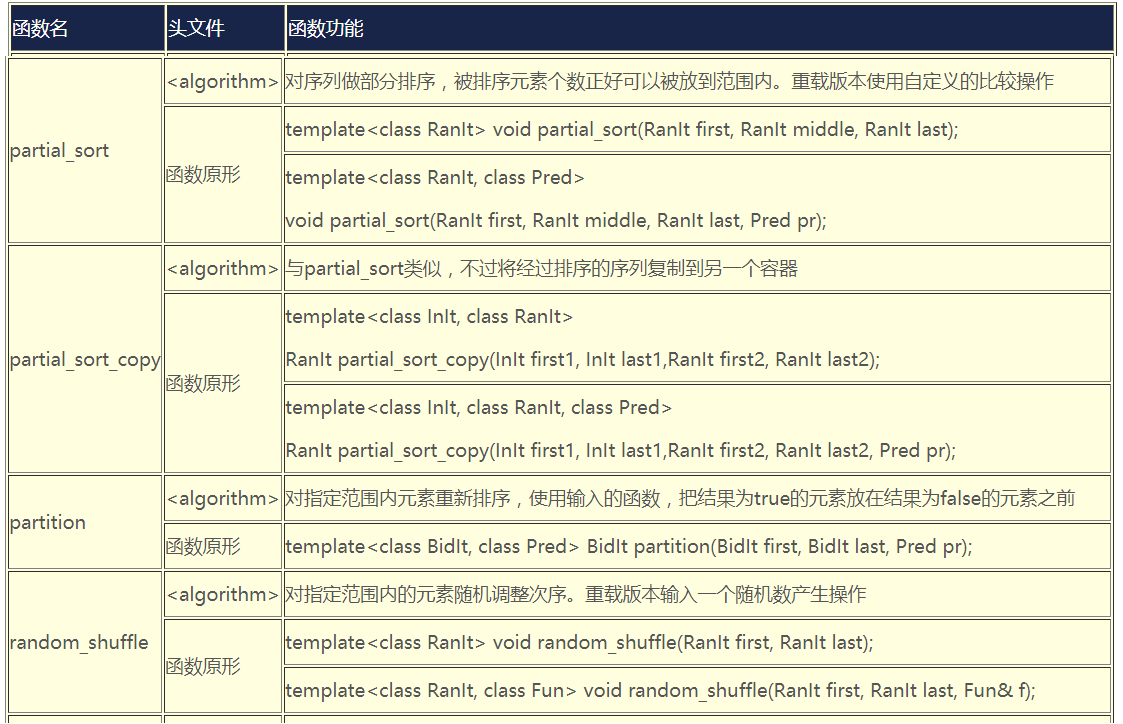 函数名 头文件 函数功能
partial_sort <algorithm> 对序列做部分排序，被排序元素个数正好可以被放到范围内。重载版本使用自定义的比较操作
函数原形 template<class RanIt> void partial_sort(RanIt first, RanIt middle, RanIt last);
template<class RanIt, class Pred>
void partial_sort(RanIt first, RanIt middle, RanIt last, Pred pr);
partial_sort_copy <algorithm> 与partial_sort类似，不过将经过排序的序列复制到另一个容器
函数原形 template<class InIt, class RanIt>
RanIt partial_sort_copy(InIt first1, InIt last1,RanIt first2, RanIt last2);
template<class InIt, class RanIt, class Pred>
RanIt partial_sort_copy(InIt first1, InIt last1,RanIt first2, RanIt last2, Pred pr);
partition <algorithm> 对指定范围内元素重新排序，使用输入的函数，把结果为true的元素放在结果为false的元素之前
函数原形 template<class BidIt, class Pred> BidIt partition(BidIt first, BidIt last, Pred pr);
random_shuffle <algorithm> 对指定范围内的元素随机调整次序。重载版本输入一个随机数产生操作
函数原形 template<class RanIt> void random_shuffle(RanIt first, RanIt last);
template<class RanIt, class Fun> void random_shuffle(RanIt first, RanIt last, Fun& f);